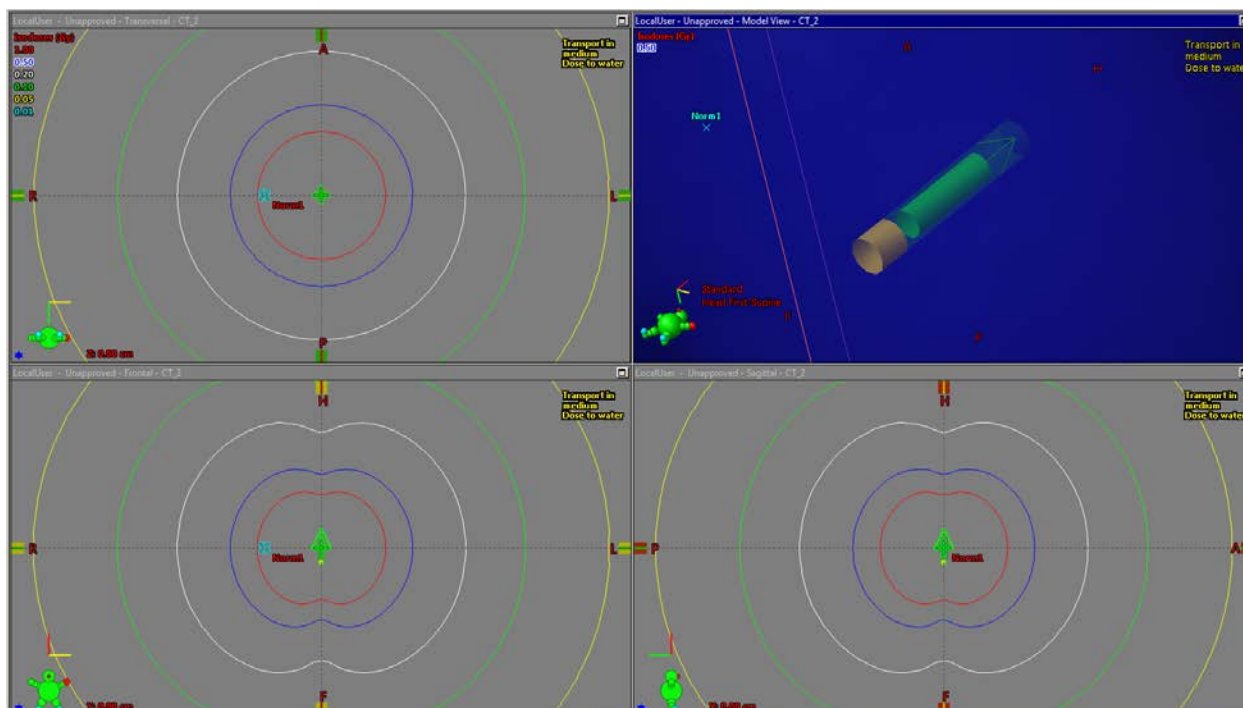 LocalUser - Unapproved - Transversal - CT_2
Isodoses (Gy)
1.00
0.50
0.20
0.10
0.05
0.01
A
Transport in
medium
Dose to water
R
L
Norm1
P
Z: 0.00 cm
LocalUser - Unapproved - Model View - CT_2
Isodoses (Gy)
0.50
Transport in
medium
Dose to water
Norm1
Standard
Head First-Supine
LocalUser - Unapproved - Frontal - CT_2
H
Transport in
medium
Dose to water
R
L
Norm1
F
LocalUser - Unapproved - Sagittal - CT_2
H
Transport in
medium
Dose to water
P
A
Norm1
F